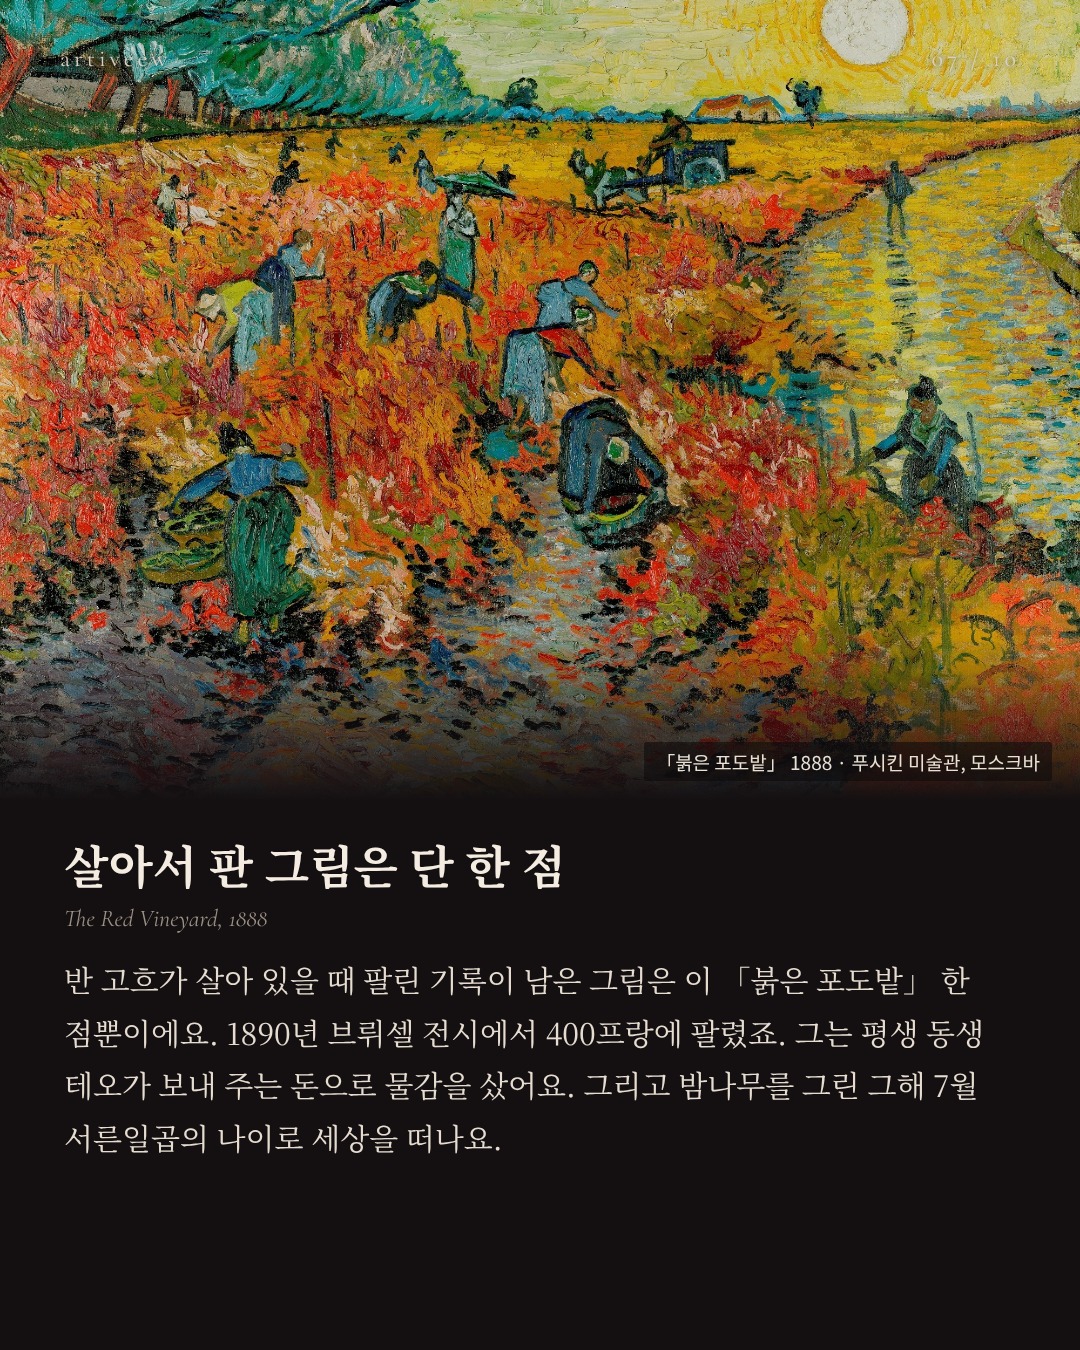 artiveew
07 / 10
「붉은 포도밭」 1888 · 푸시킨 미술관, 모스크바
살아서 판 그림은 단 한 점
The Red Vineyard, 1888
반 고흐가 살아 있을 때 팔린 기록이 남은 그림은 이 「붉은 포도밭」 한
점뿐이에요. 1890년 브뤼셀 전시에서 400프랑에 팔렸죠. 그는 평생 동생
테오가 보내 주는 돈으로 물감을 샀어요. 그리고 밤나무를 그린 그해 7월
서른일곱의 나이로 세상을 떠나요.